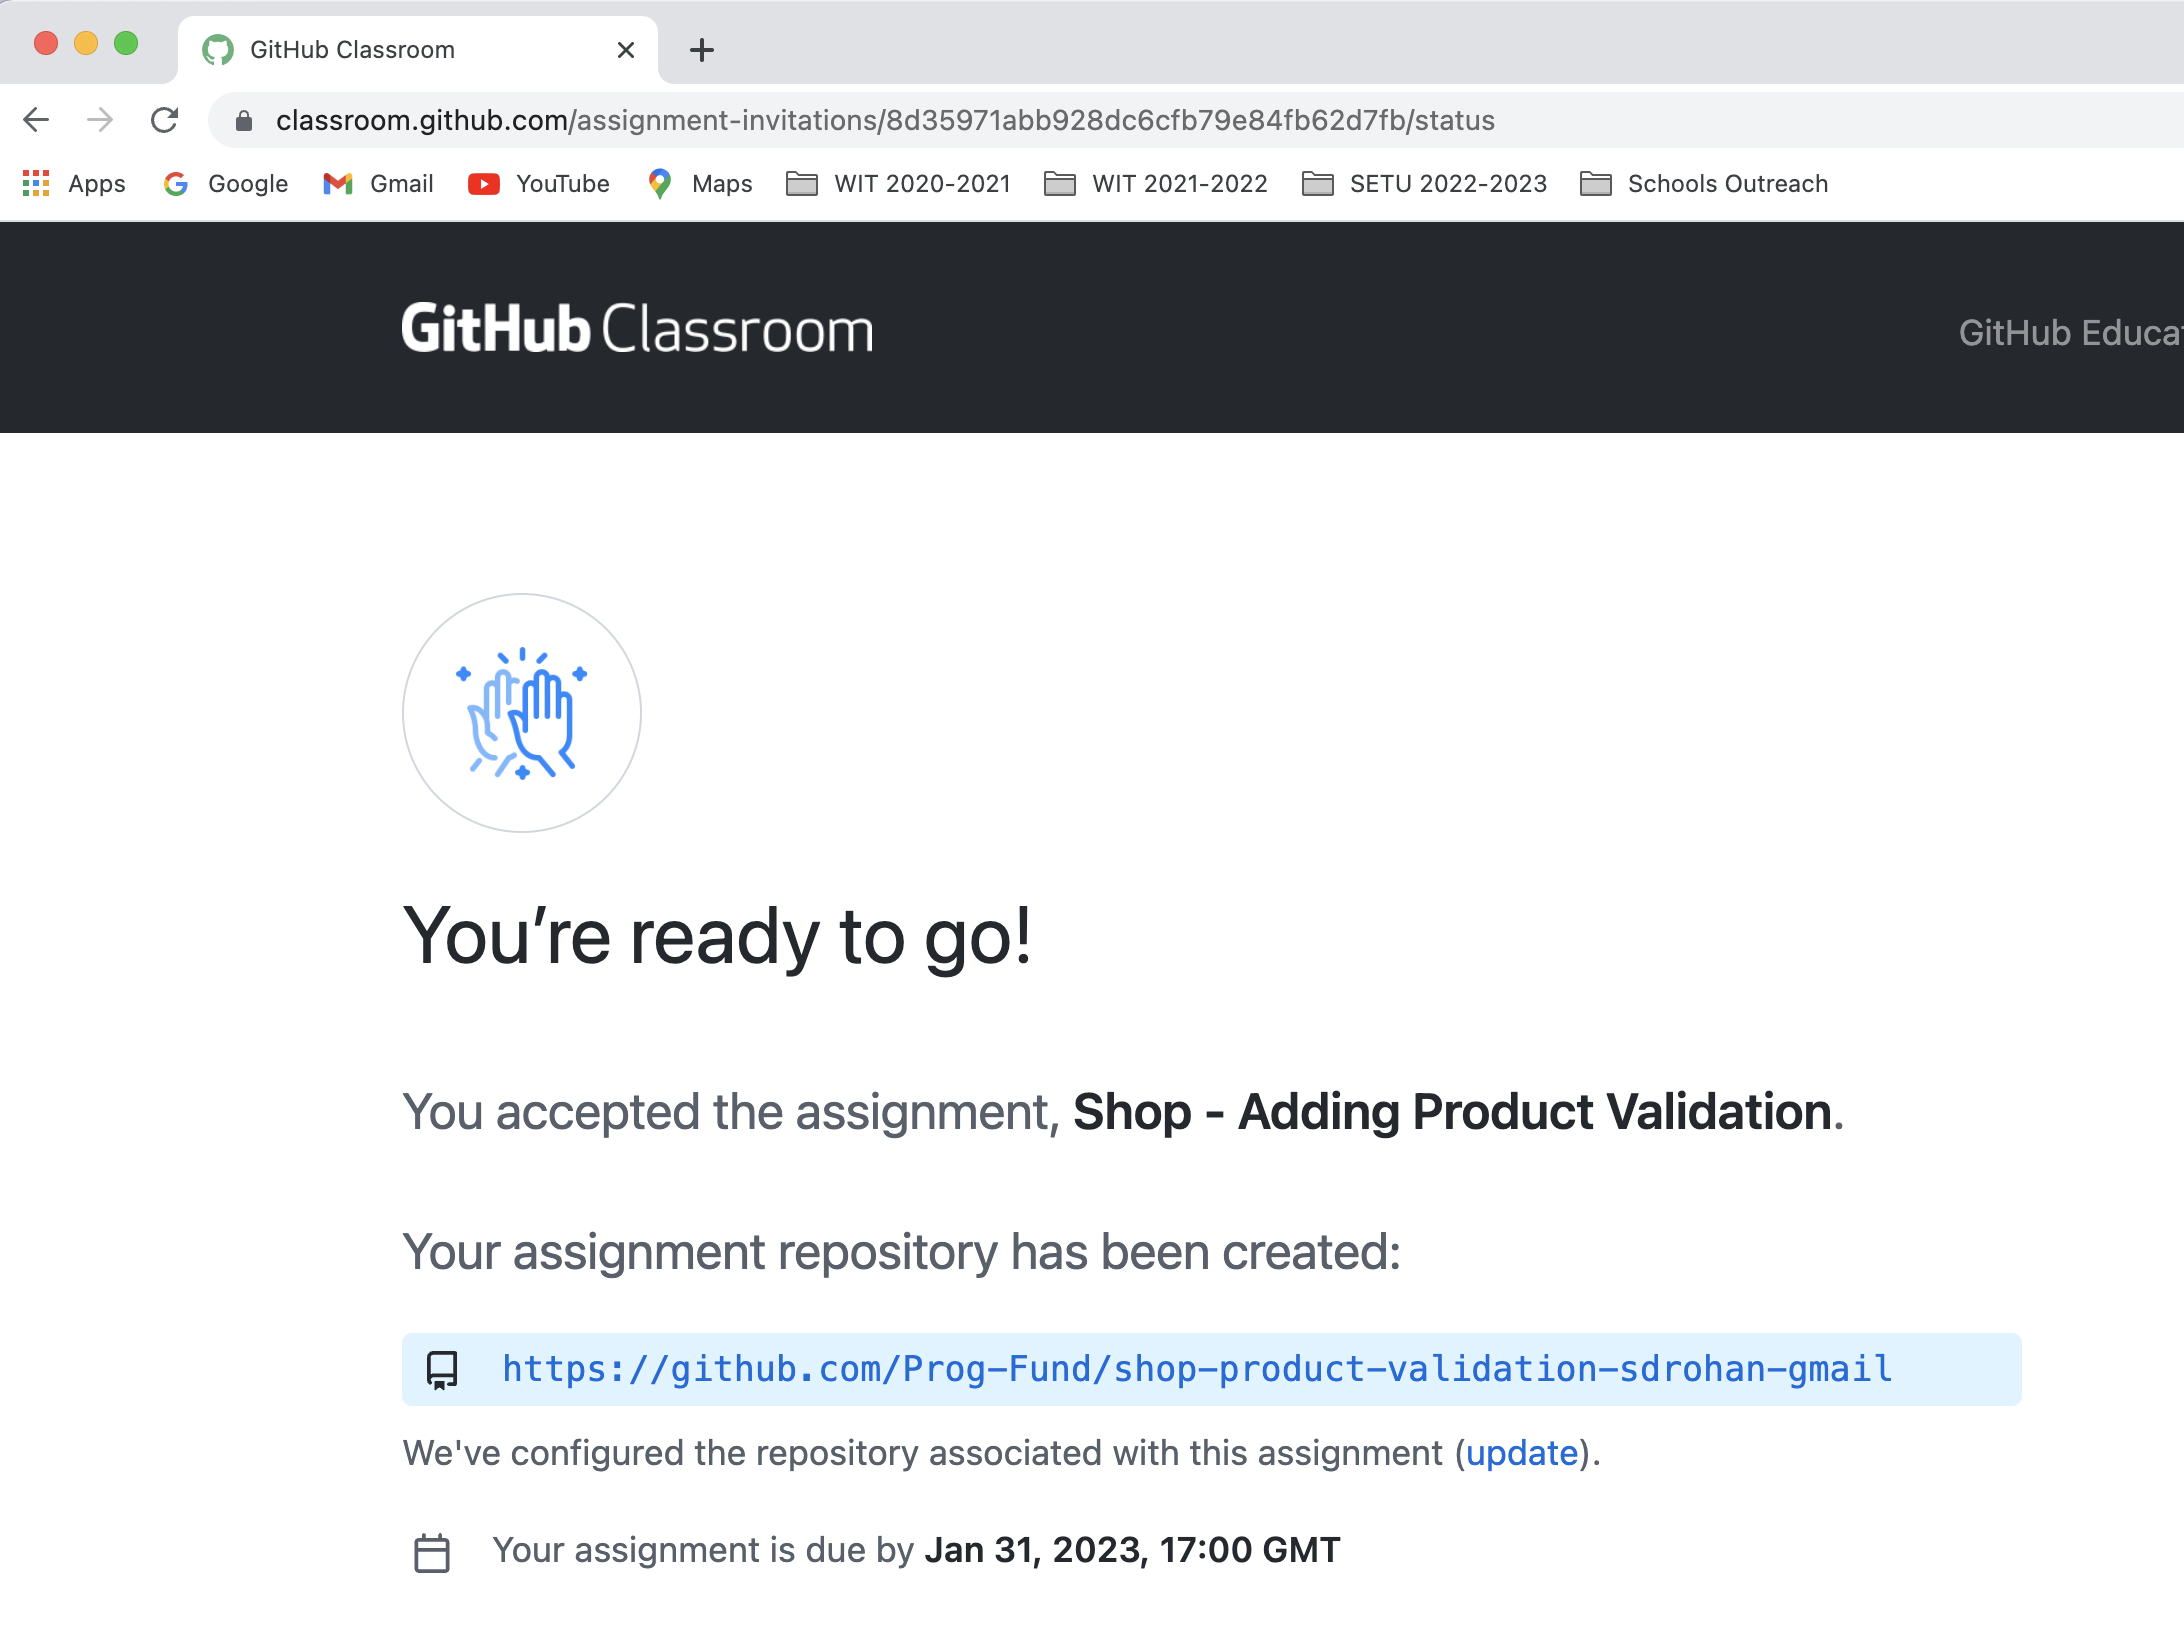 GitHub Classroom
classroom.github.com/assignment-invitations/8d35971abb928dc6cfb79e84fb62d7fb/status
Apps Google Gmail YouTube Maps WIT 2020-2021 WIT 2021-2022 SETU 2022-2023 Schools Outreach
GitHub Classroom GitHub Educa
You’re ready to go!
You accepted the assignment, Shop - Adding Product Validation.
Your assignment repository has been created:
https://github.com/Prog-Fund/shop-product-validation-sdrohan-gmail
We've configured the repository associated with this assignment (update).
Your assignment is due by Jan 31, 2023, 17:00 GMT